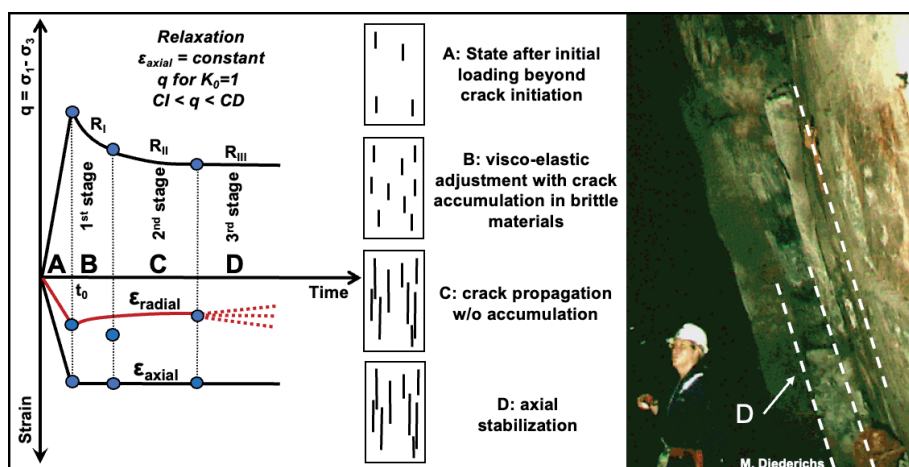 q = σ1 - σ3
Relaxation
εaxial = constant
q for K0=1
CI < q < CD
RI
RII
RIII
1st stage
2nd stage
3rd stage
A
B
C
D
t0
Time
εradial
εaxial
Strain
A: State after initial
loading beyond
crack initiation
B: visco-elastic
adjustment with crack
accumulation in brittle
materials
C: crack propagation
w/o accumulation
D: axial
stabilization
D
M. Diederichs